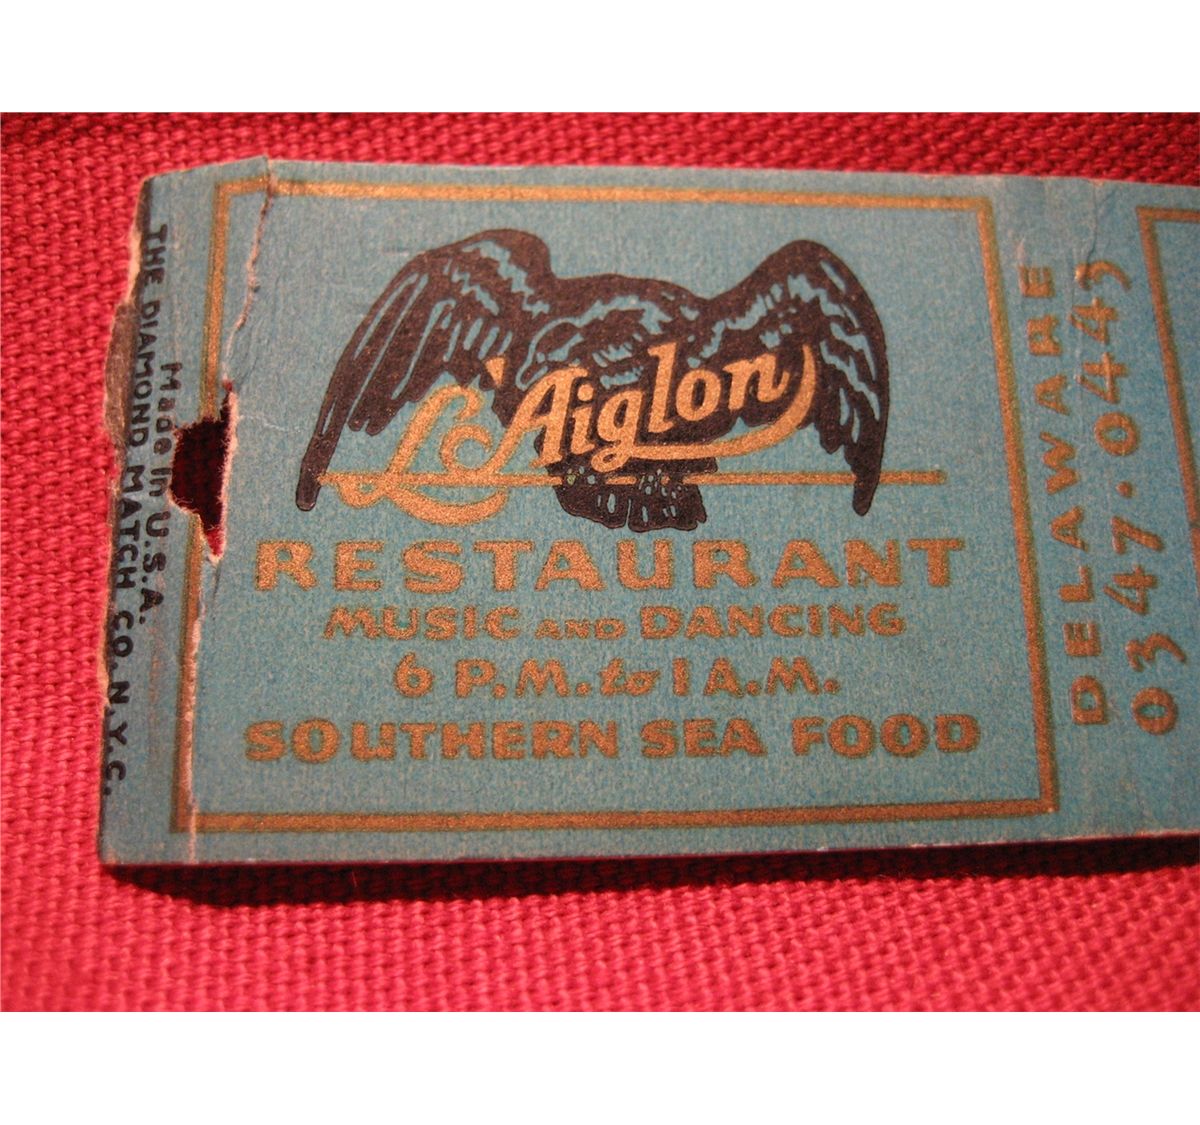 L'Aiglon
RESTAURANT
MUSIC AND DANCING
6 P.M. to 1 A.M.
SOUTHERN SEA FOOD
DELAWARE
0347·0443
Made in U.S.A.
THE DIAMOND MATCH CO. N.Y.C.